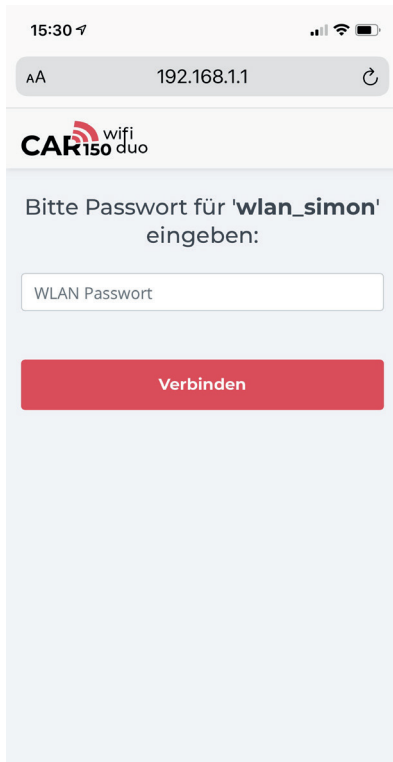 15:30
AA 192.168.1.1
CAR150 wifi duo
Bitte Passwort für 'wlan_simon'
eingeben:
WLAN Passwort
Verbinden